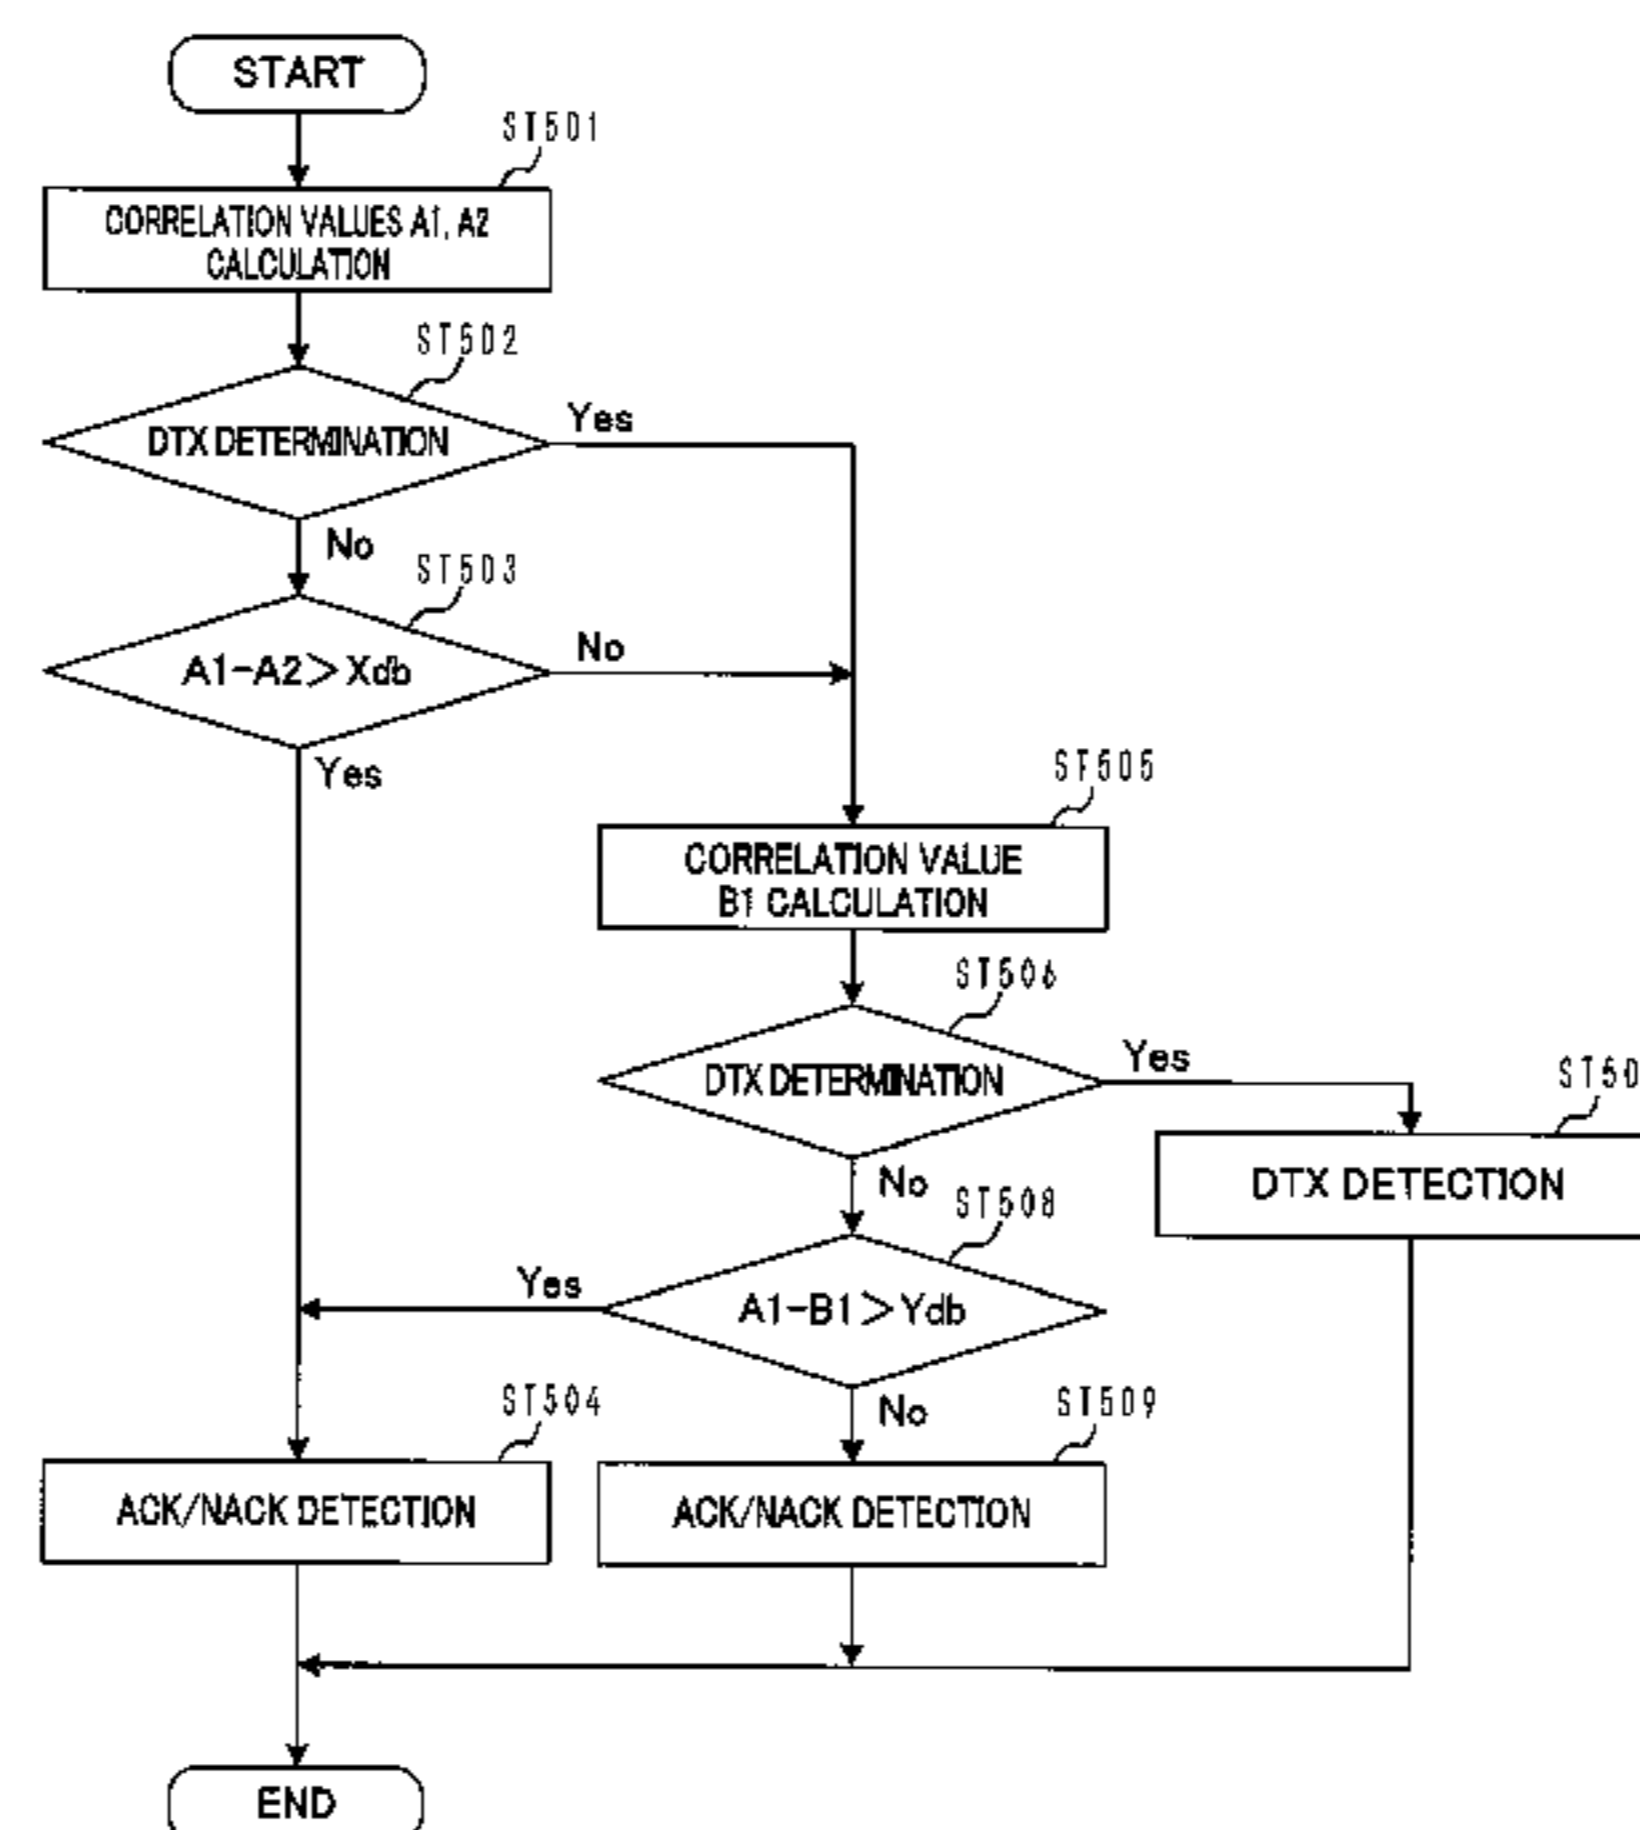 START
ST501
CORRELATION VALUES A1, A2
CALCULATION
ST502
DTX DETERMINATION
Yes
No
ST503
A1-A2>Xdb
No
Yes
ST505
CORRELATION VALUE
B1 CALCULATION
ST506
DTX DETERMINATION
Yes
ST50
DTX DETECTION
No
ST508
A1-B1>Ydb
Yes
No
ST504
ACK/NACK DETECTION
ST509
ACK/NACK DETECTION
END